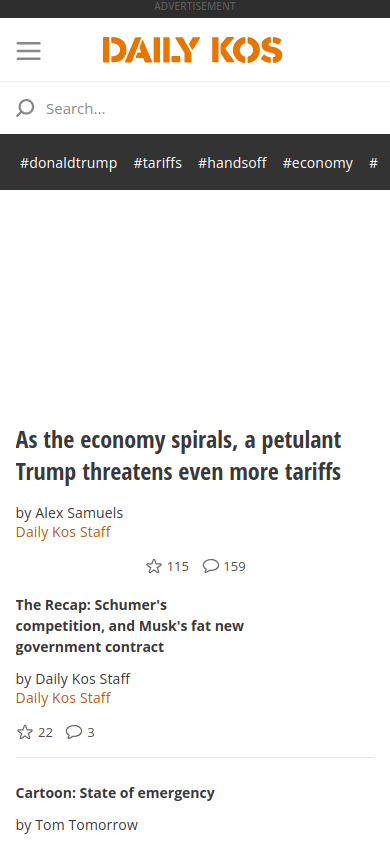 ADVERTISEMENT
DAILY KOS
Search...
#donaldtrump #tariffs #handsoff #economy #
As the economy spirals, a petulant
Trump threatens even more tariffs
by Alex Samuels
Daily Kos Staff
115 159
The Recap: Schumer's
competition, and Musk's fat new
government contract
by Daily Kos Staff
Daily Kos Staff
22 3
Cartoon: State of emergency
by Tom Tomorrow